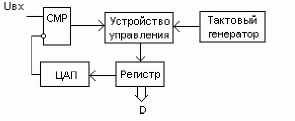 Uвх
СМР
Устройство
управления
Тактовый
генератор
ЦАП
Регистр
D